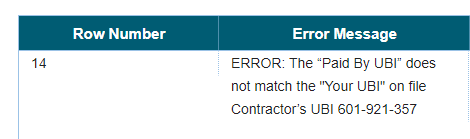 Row Number Error Message
14 ERROR: The “Paid By UBI” does
not match the "Your UBI" on file
Contractor’s UBI 601-921-357